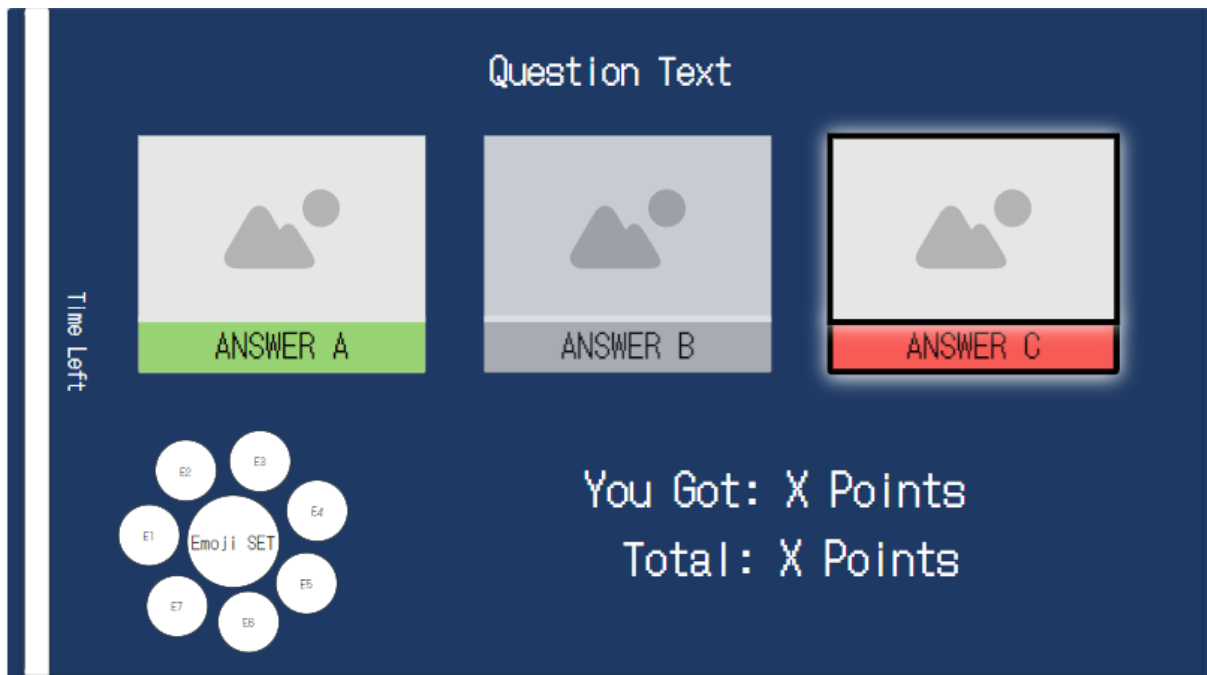 Question Text
ANSWER A
ANSWER B
ANSWER C
Time Left
E1
E2
E3
E4
E5
E6
E7
Emoji SET
You Got: X Points
Total: X Points